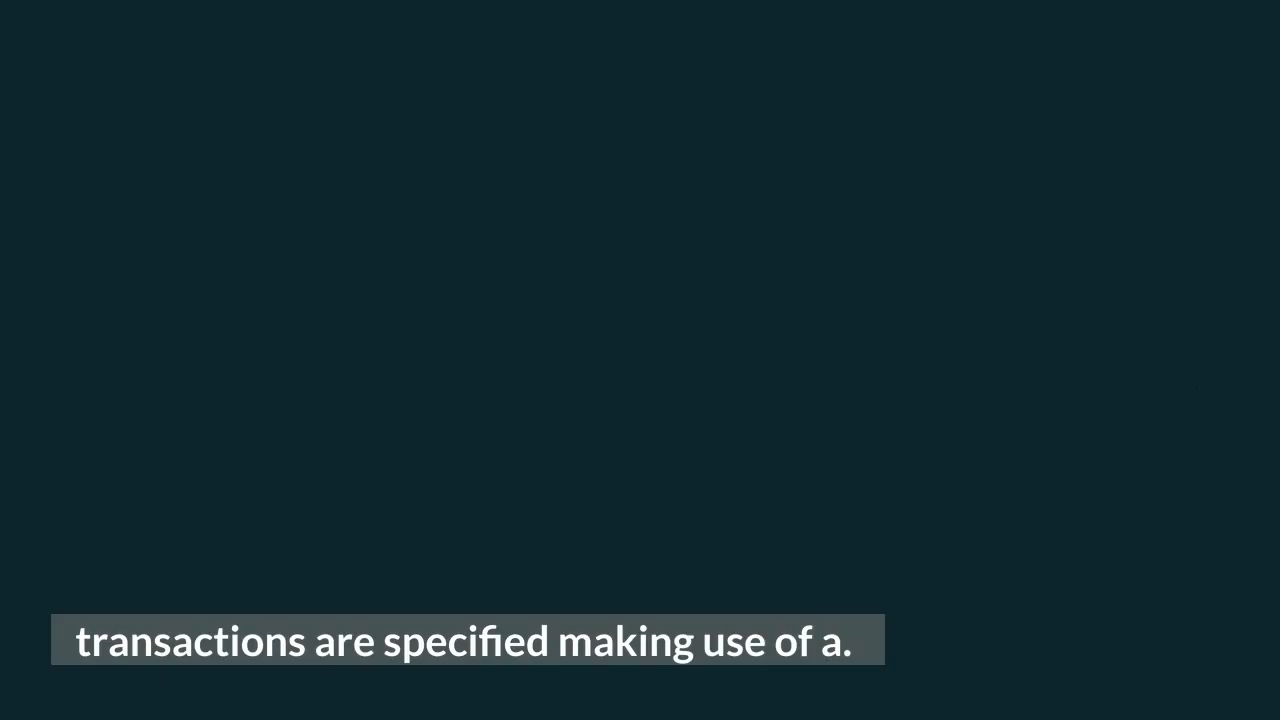 transactions are specified making use of a.